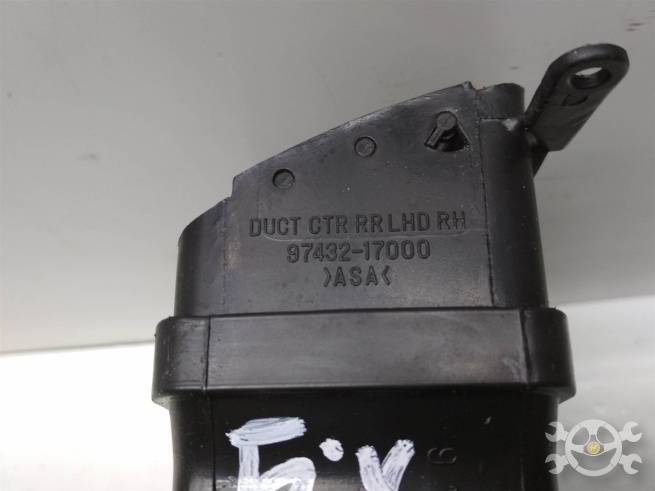 DUCT CTR RR LHD RH
97432-17000
>ASA<